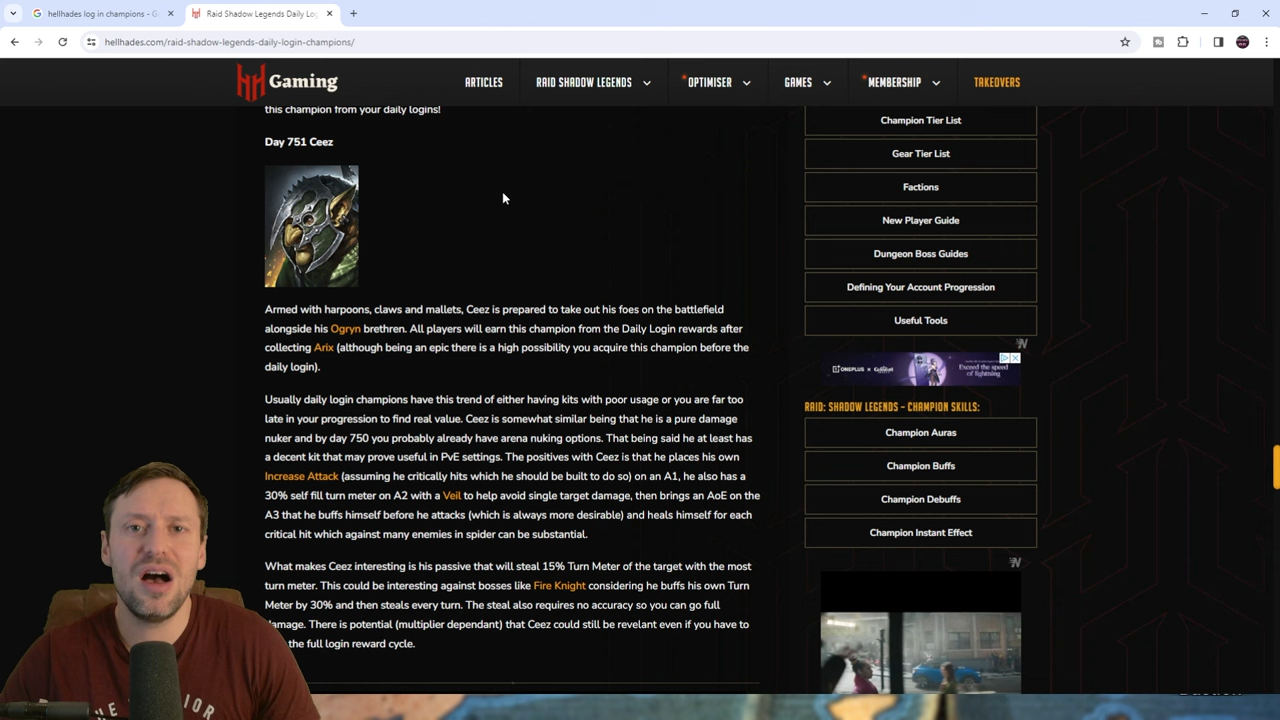 hellhades log in champions - G
Raid Shadow Legends Daily Log
hellhades.com/raid-shadow-legends-daily-login-champions/
Gaming
ARTICLES
RAID SHADOW LEGENDS
OPTIMISER
GAMES
MEMBERSHIP
TAKEOVERS
this champion from your daily logins!
Day 751 Ceez
Armed with harpoons, claws and mallets, Ceez is prepared to take out his foes on the battlefield
alongside his Ogryn brethren. All players will earn this champion from the Daily Login rewards after
collecting Arix (although being an epic there is a high possibility you acquire this champion before the
daily login).
Usually daily login champions have this trend of either having kits with poor usage or you are far too
late in your progression to find real value. Ceez is somewhat similar being that he is a pure damage
nuker and by day 750 you probably already have arena nuking options. That being said he at least has
a decent kit that may prove useful in PvE settings. The positives with Ceez is that he places his own
Increase Attack (assuming he critically hits which he should be built to do so) on an A1, he also has a
30% self fill turn meter on A2 with a Veil to help avoid single target damage, then brings an AoE on the
A3 that he buffs himself before he attacks (which is always more desirable) and heals himself for each
critical hit which against many enemies in spider can be substantial.
What makes Ceez interesting is his passive that will steal 15% Turn Meter of the target with the most
turn meter. This could be interesting against bosses like Fire Knight considering he buffs his own Turn
Meter by 30% and then steals every turn. The steal also requires no accuracy so you can go full
damage. There is potential (multiplier dependant) that Ceez could still be revelant even if you have to
the full login reward cycle.
Champion Tier List
Gear Tier List
Factions
New Player Guide
Dungeon Boss Guides
Defining Your Account Progression
Useful Tools
ONEPLUS
Exceed the speed
of lightning
RAID: SHADOW LEGENDS – CHAMPION SKILLS:
Champion Auras
Champion Buffs
Champion Debuffs
Champion Instant Effect